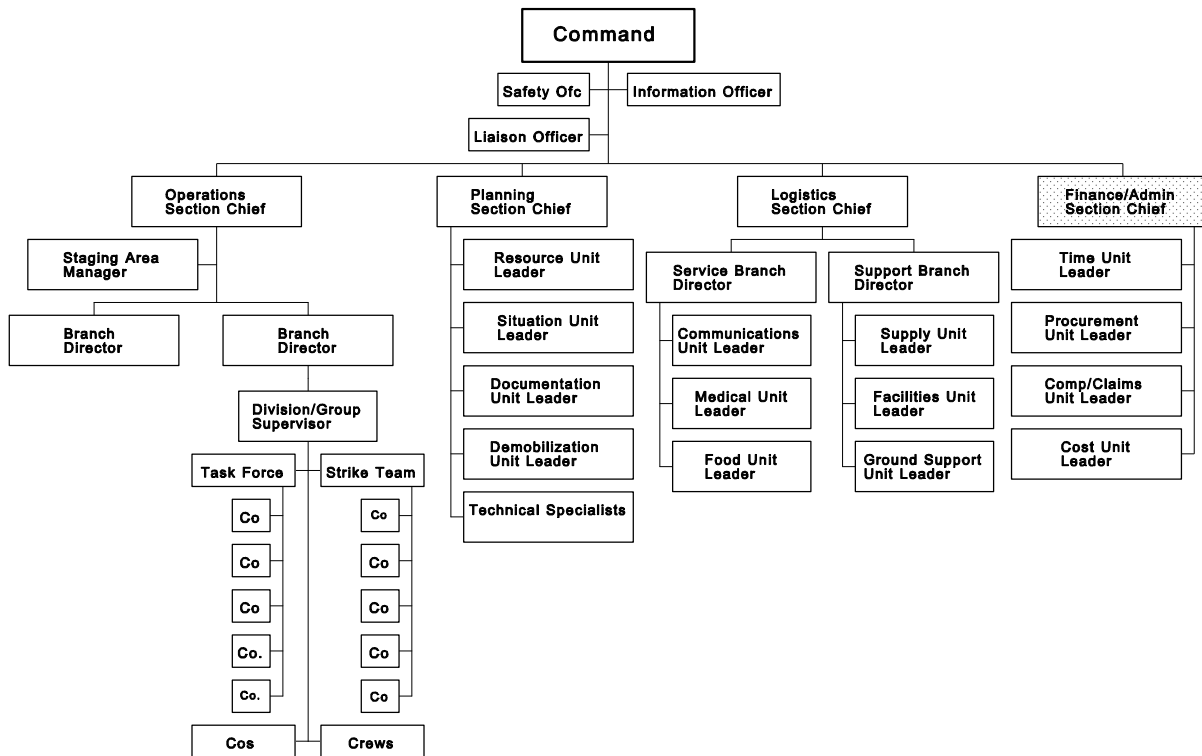 Command
Safety Ofc
Information Officer
Liaison Officer
Operations
Section Chief
Planning
Section Chief
Logistics
Section Chief
Finance/Admin
Section Chief
Staging Area
Manager
Branch
Director
Branch
Director
Division/Group
Supervisor
Task Force
Strike Team
Co
Co
Co
Co.
Co.
Co
Co
Co
Co
Co
Cos
Crews
Resource Unit
Leader
Situation Unit
Leader
Documentation
Unit Leader
Demobilization
Unit Leader
Technical Specialists
Service Branch
Director
Communications
Unit Leader
Medical Unit
Leader
Food Unit
Leader
Support Branch
Director
Supply Unit
Leader
Facilities Unit
Leader
Ground Support
Unit Leader
Time Unit
Leader
Procurement
Unit Leader
Comp/Claims
Unit Leader
Cost Unit
Leader